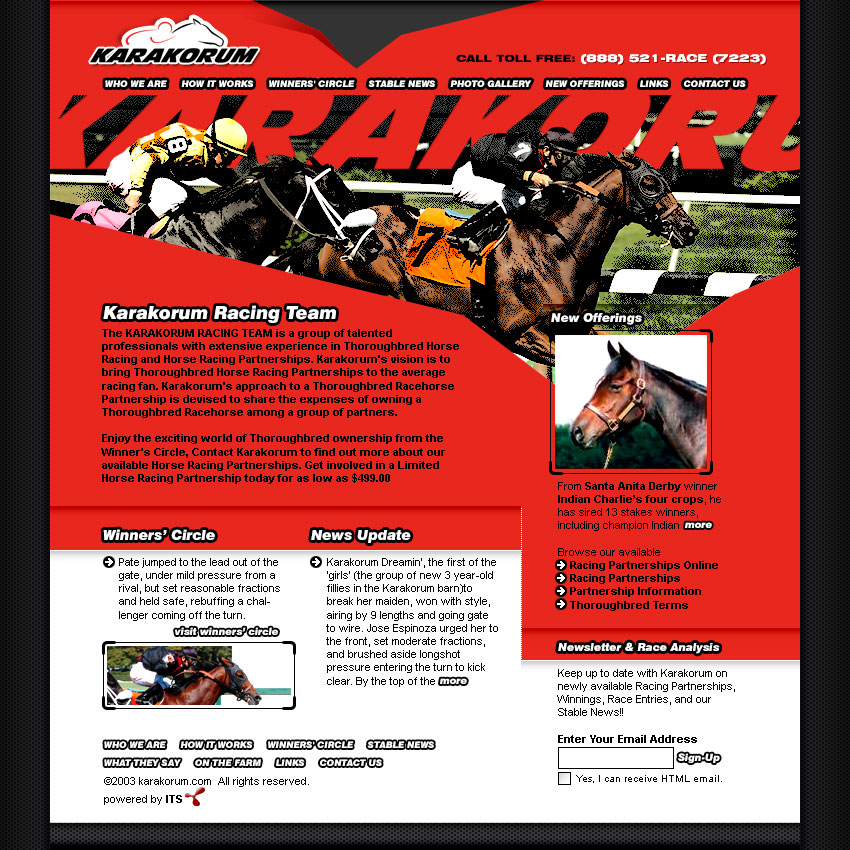 KARAKORUM
CALL TOLL FREE: (888) 521-RACE (7223)
WHO WE ARE HOW IT WORKS WINNERS' CIRCLE STABLE NEWS PHOTO GALLERY NEW OFFERINGS LINKS CONTACT US
KARAKORU
8
7
7
Karakorum Racing Team
The KARAKORUM RACING TEAM is a group of talented
professionals with extensive experience in Thoroughbred Horse
Racing and Horse Racing Partnerships. Karakorum's vision is to
bring Thoroughbred Horse Racing Partnerships to the average
racing fan. Karakorum's approach to a Thoroughbred Racehorse
Partnership is devised to share the expenses of owning a
Thoroughbred Racehorse among a group of partners.
Enjoy the exciting world of Thoroughbred ownership from the
Winner's Circle, Contact Karakorum to find out more about our
available Horse Racing Partnerships. Get involved in a Limited
Horse Racing Partnership today for as low as $499.00
New Offerings
From Santa Anita Derby winner
Indian Charlie's four crops, he
has sired 13 stakes winners,
including champion Indian more
Browse our available
Racing Partnerships Online
Racing Partnerships
Partnership Information
Thoroughbred Terms
Winners' Circle
Pate jumped to the lead out of the
gate, under mild pressure from a
rival, but set reasonable fractions
and held safe, rebuffing a chal-
lenger coming off the turn.
visit winners' circle
News Update
Karakorum Dreamin', the first of the
'girls' (the group of new 3 year-old
fillies in the Karakorum barn)to
break her maiden, won with style,
airing by 9 lengths and going gate
to wire. Jose Espinoza urged her to
the front, set moderate fractions,
and brushed aside longshot
pressure entering the turn to kick
clear. By the top of the more
Newsletter & Race Analysis
Keep up to date with Karakorum on
newly available Racing Partnerships,
Winnings, Race Entries, and our
Stable News!!
Enter Your Email Address
Sign-Up
Yes, I can receive HTML email.
WHO WE ARE HOW IT WORKS WINNERS' CIRCLE STABLE NEWS
WHAT THEY SAY ON THE FARM LINKS CONTACT US
©2003 karakorum.com All rights reserved.
powered by ITS